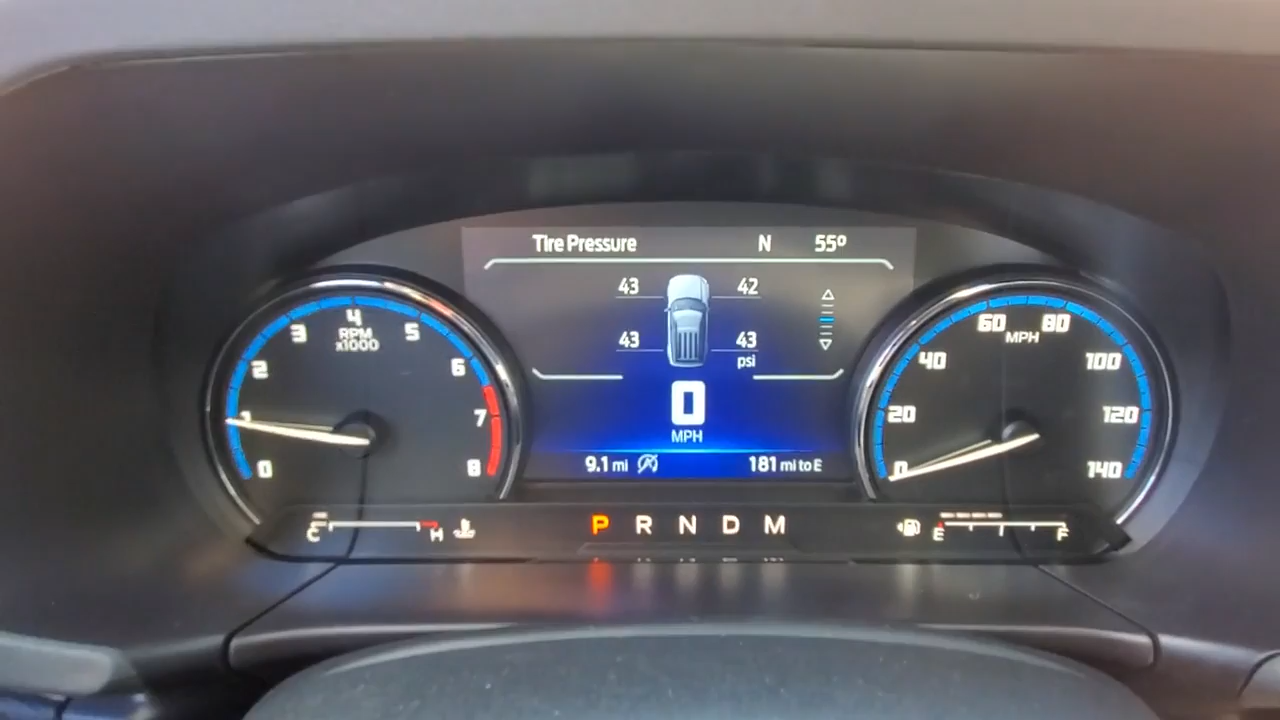 Tire Pressure N 55º
43 42
43 43
psi
0
MPH
9.1 mi 181 mi to E
0 1 2 3 4 5 6 7 8
RPM
x1000
0 20 40 60 80 100 120 140
MPH
C H
P R N D M
E F